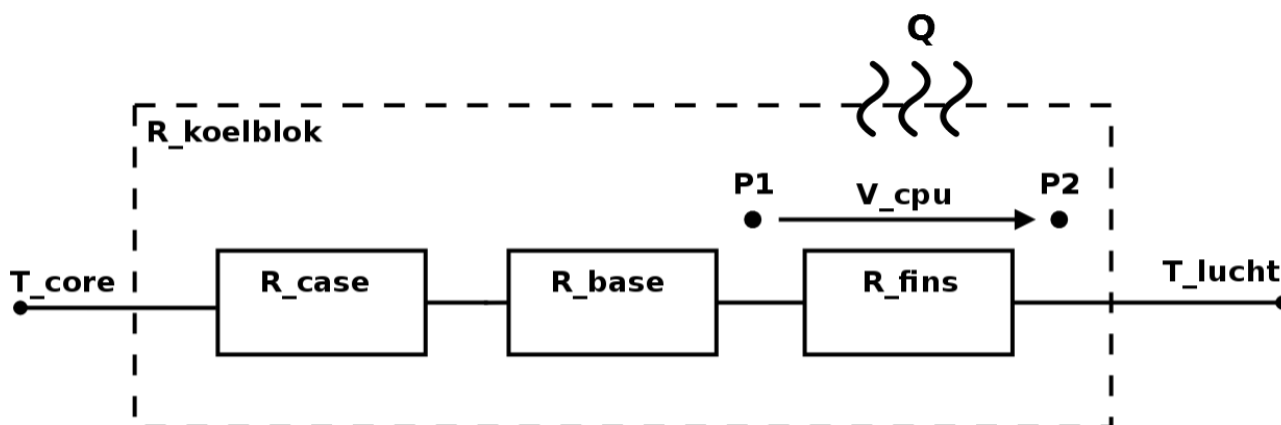 Q
R_koelblok
P1
V_cpu
P2
T_core
R_case
R_base
R_fins
T_lucht